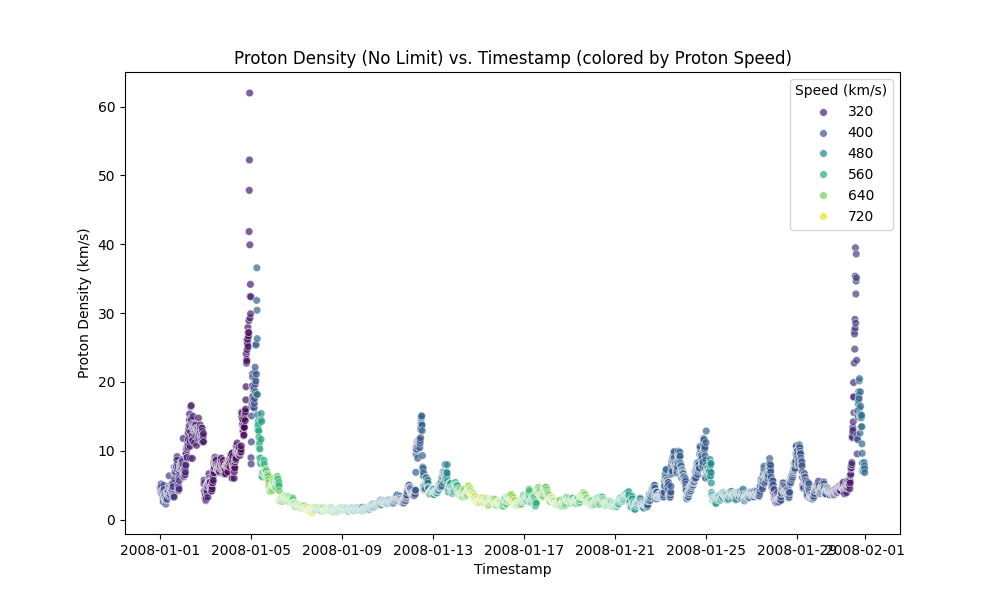 Proton Density (No Limit) vs. Timestamp (colored by Proton Speed)
Speed (km/s)
320
400
480
560
640
720
60
50
40
30
20
10
0
Proton Density (km/s)
2008-01-01 2008-01-05 2008-01-09 2008-01-13 2008-01-17 2008-01-21 2008-01-25 2008-01-29 2008-02-01
Timestamp